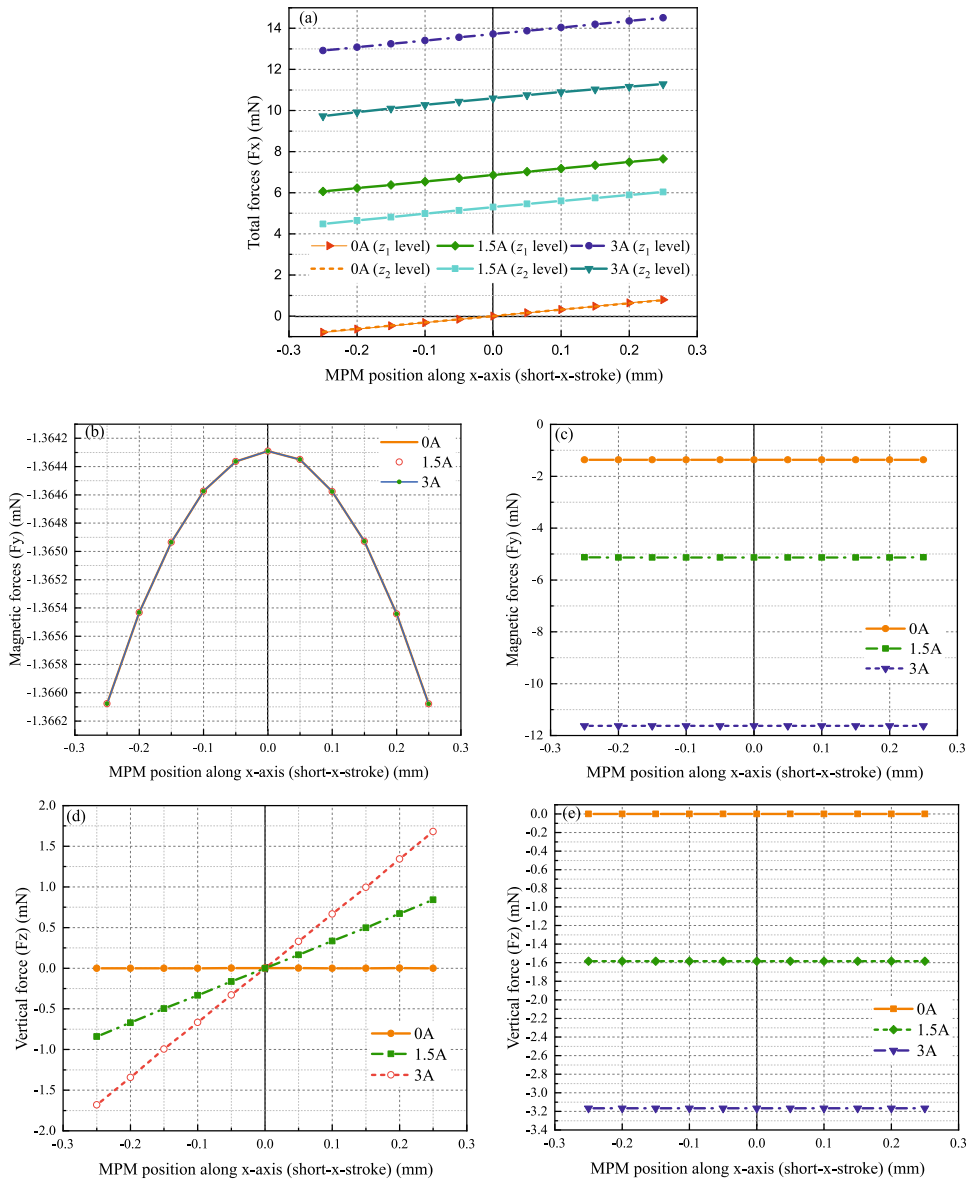 (a)
Total forces (Fx) (mN)
14
12
10
8
6
4
2
0
0A (z1 level) 1.5A (z1 level) 3A (z1 level)
0A (z2 level) 1.5A (z2 level) 3A (z2 level)
-0.3 -0.2 -0.1 0.0 0.1 0.2 0.3
MPM position along x-axis (short-x-stroke) (mm)
(b)
Magnetic forces (Fy) (mN)
-1.3642
-1.3644
-1.3646
-1.3648
-1.3650
-1.3652
-1.3654
-1.3656
-1.3658
-1.3660
-1.3662
0A
1.5A
3A
-0.3 -0.2 -0.1 0.0 0.1 0.2 0.3
MPM position along x-axis (short-x-stroke) (mm)
(c)
Magnetic forces (Fy) (mN)
0
-2
-4
-6
-8
-10
-12
0A
1.5A
3A
-0.3 -0.2 -0.1 0.0 0.1 0.2 0.3
MPM position along x-axis (short-x-stroke) (mm)
(d)
Vertical force (Fz) (mN)
2.0
1.5
1.0
0.5
0.0
-0.5
-1.0
-1.5
-2.0
0A
1.5A
3A
-0.3 -0.2 -0.1 0.0 0.1 0.2 0.3
MPM position along x-axis (short-x-stroke) (mm)
(e)
Vertical force (Fz) (mN)
0.0
-0.2
-0.4
-0.6
-0.8
-1.0
-1.2
-1.4
-1.6
-1.8
-2.0
-2.2
-2.4
-2.6
-2.8
-3.0
-3.2
-3.4
0A
1.5A
3A
-0.3 -0.2 -0.1 0.0 0.1 0.2 0.3
MPM position along x-axis (short-x-stroke) (mm)